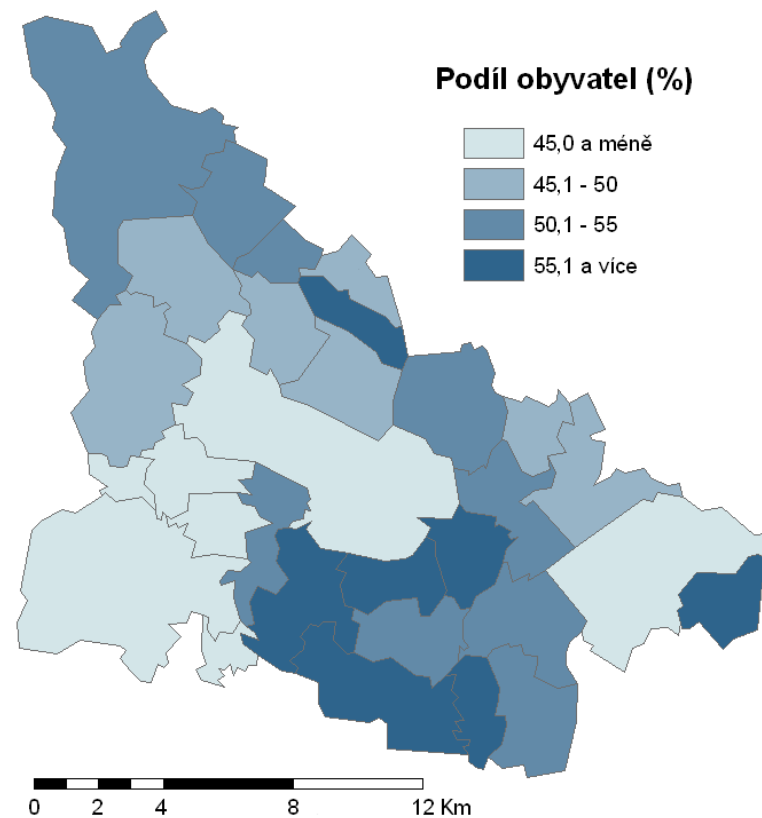 Podíl obyvatel (%)
45,0 a méně
45,1 - 50
50,1 - 55
55,1 a více
0 2 4 8 12 Km